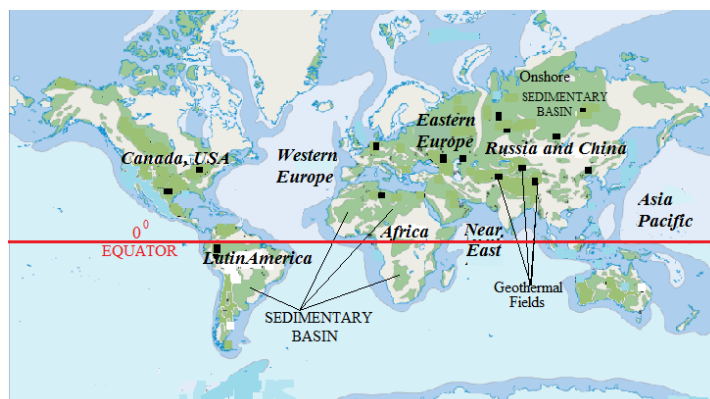 Onshore
SEDIMENTARY
BASIN
Eastern
Europe
Canada, USA
Western
Europe
Russia and China
Asia
Pacific
0⁰
EQUATOR
Africa
Near
East
LutinAmerica
Geothermal
Fields
SEDIMENTARY
BASIN